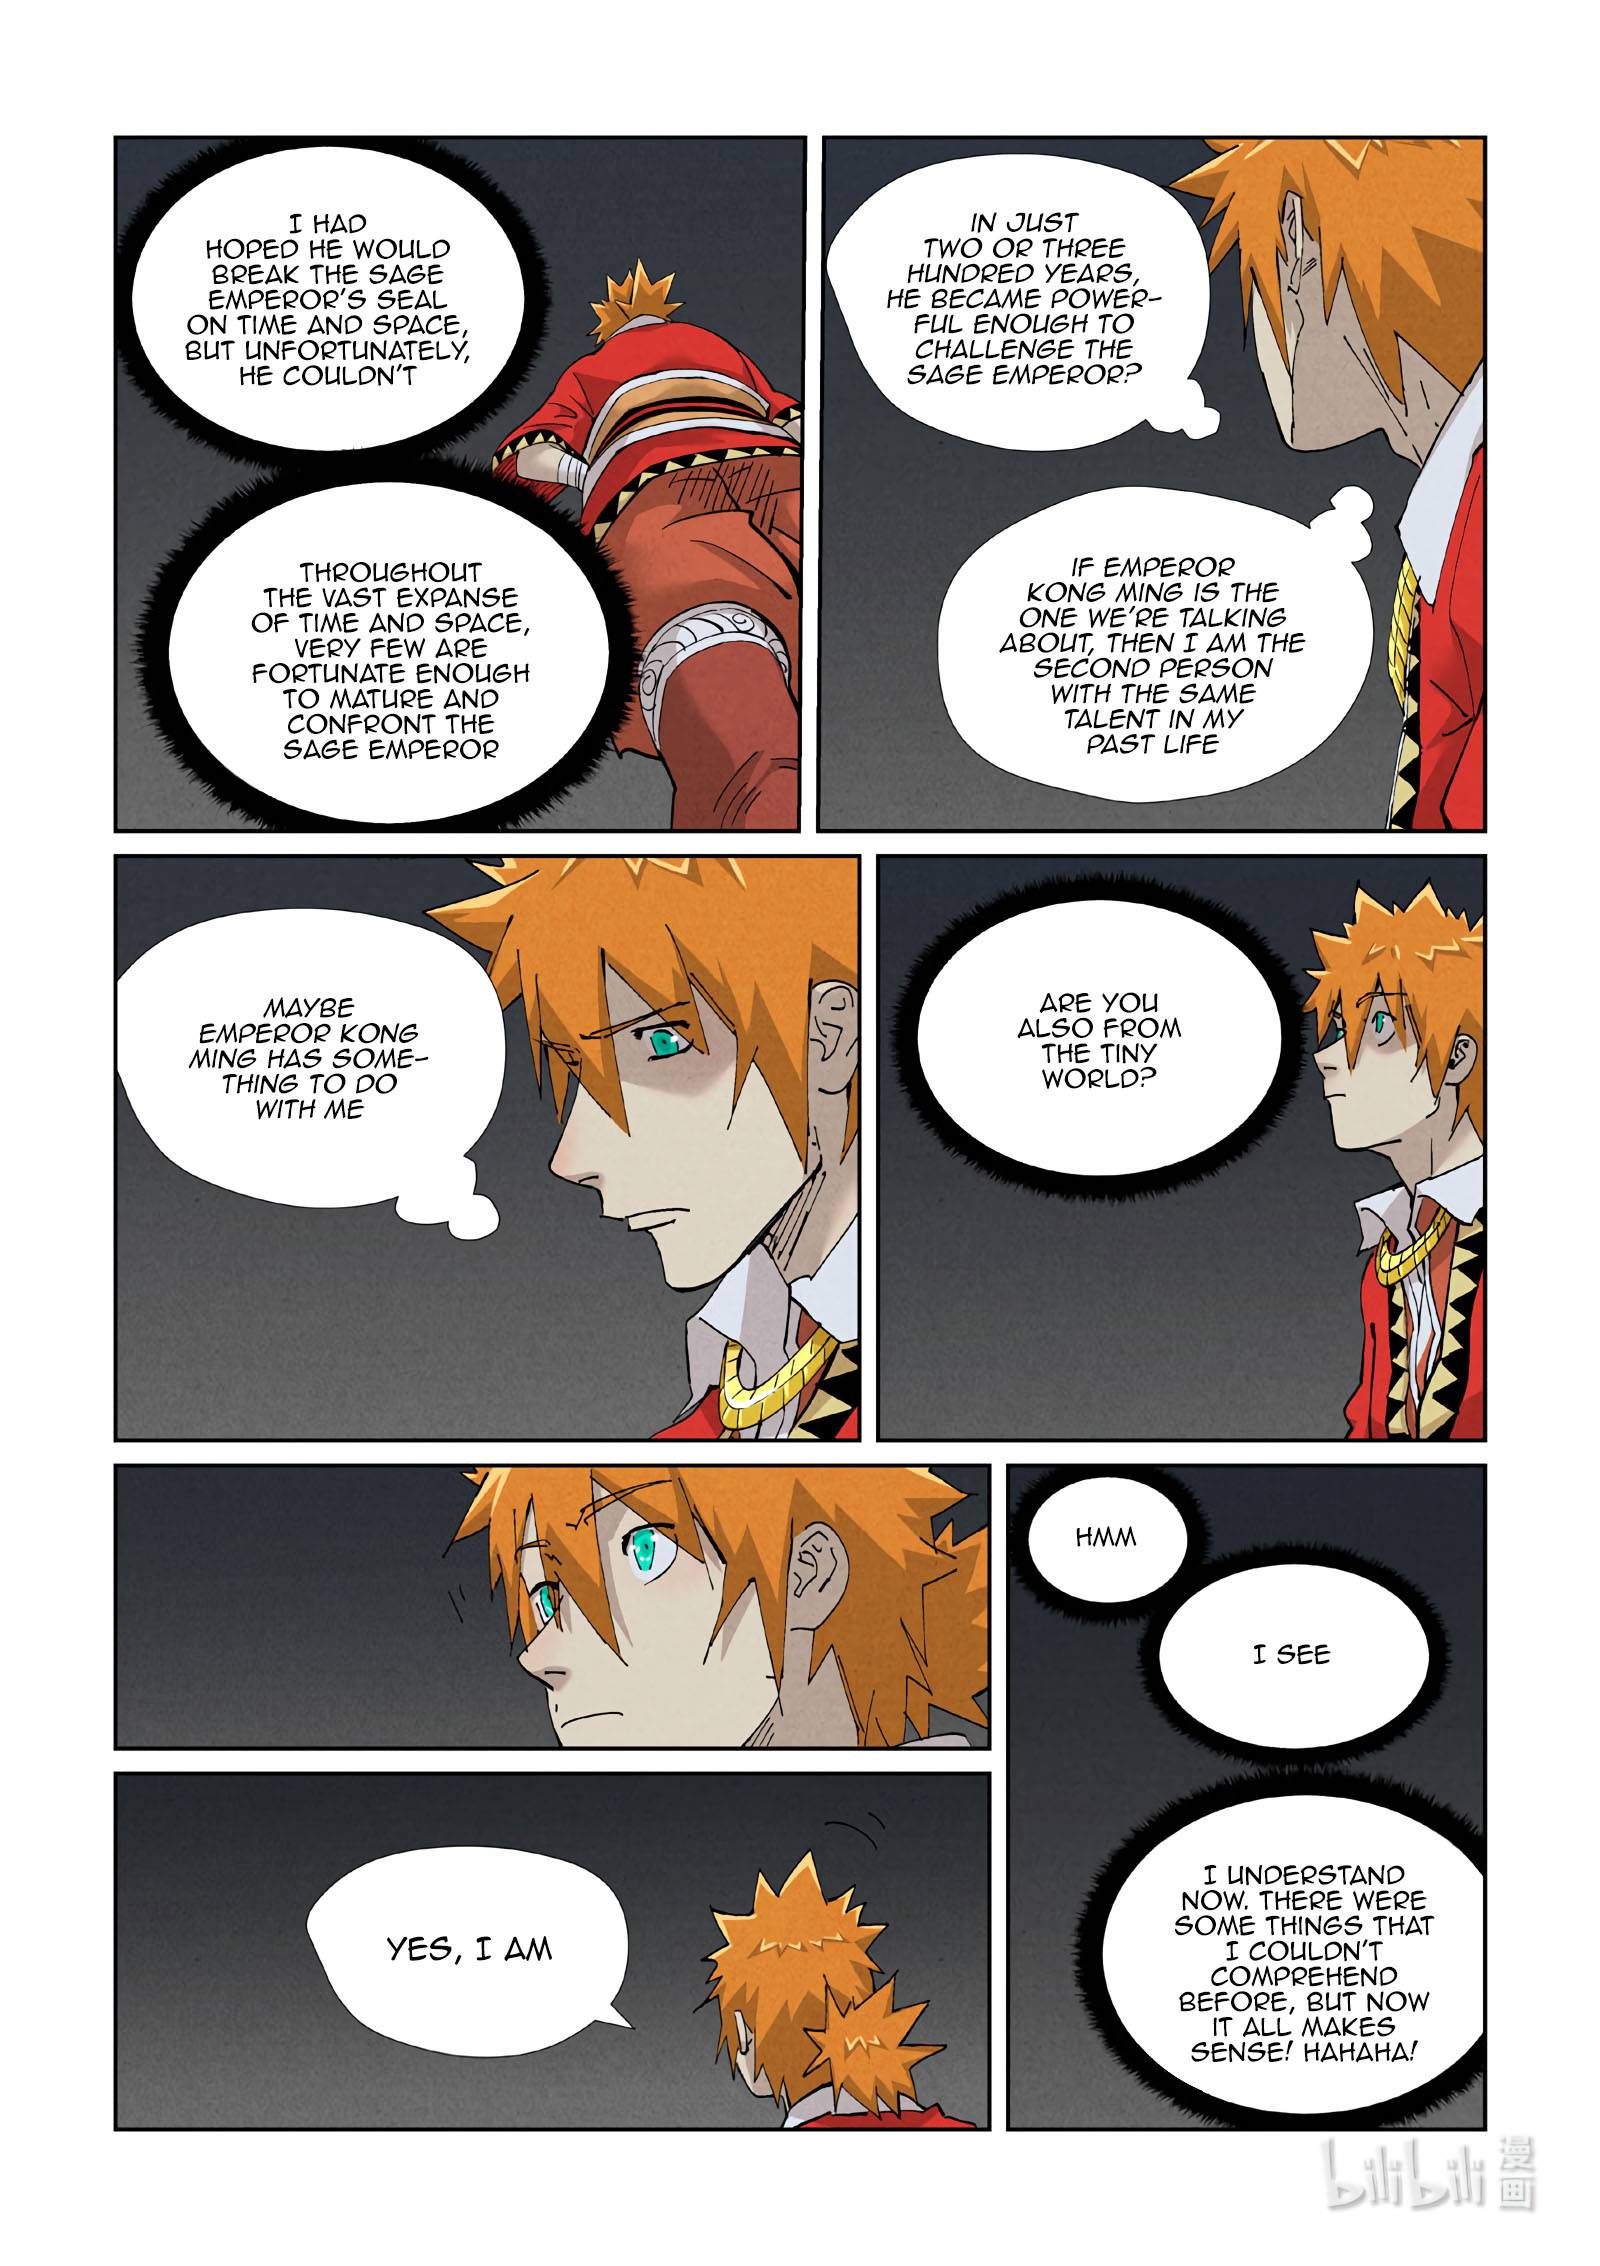 I HAD
HOPED HE WOULD
BREAK THE SAGE
EMPEROR'S SEAL
ON TIME AND SPACE,
BUT UNFORTUNATELY,
HE COULDN'T
THROUGHOUT
THE VAST EXPANSE
OF TIME AND SPACE,
VERY FEW ARE
FORTUNATE ENOUGH
TO MATURE AND
CONFRONT THE
SAGE EMPEROR
IN JUST
TWO OR THREE
HUNDRED YEARS,
HE BECAME POWER-
FUL ENOUGH TO
CHALLENGE THE
SAGE EMPEROR?
IF EMPEROR
KONG MING IS THE
ONE WE'RE TALKING
ABOUT, THEN I AM THE
SECOND PERSON
WITH THE SAME
TALENT IN MY
PAST LIFE
MAYBE
EMPEROR KONG
MING HAS SOME-
THING TO DO
WITH ME
ARE YOU
ALSO FROM
THE TINY
WORLD?
YES, I AM
HMM
I SEE
I UNDERSTAND
NOW. THERE WERE
SOME THINGS THAT
I COULDN'T
COMPREHEND
BEFORE, BUT NOW
IT ALL MAKES
SENSE! HAHAHA!
bilibili 漫画